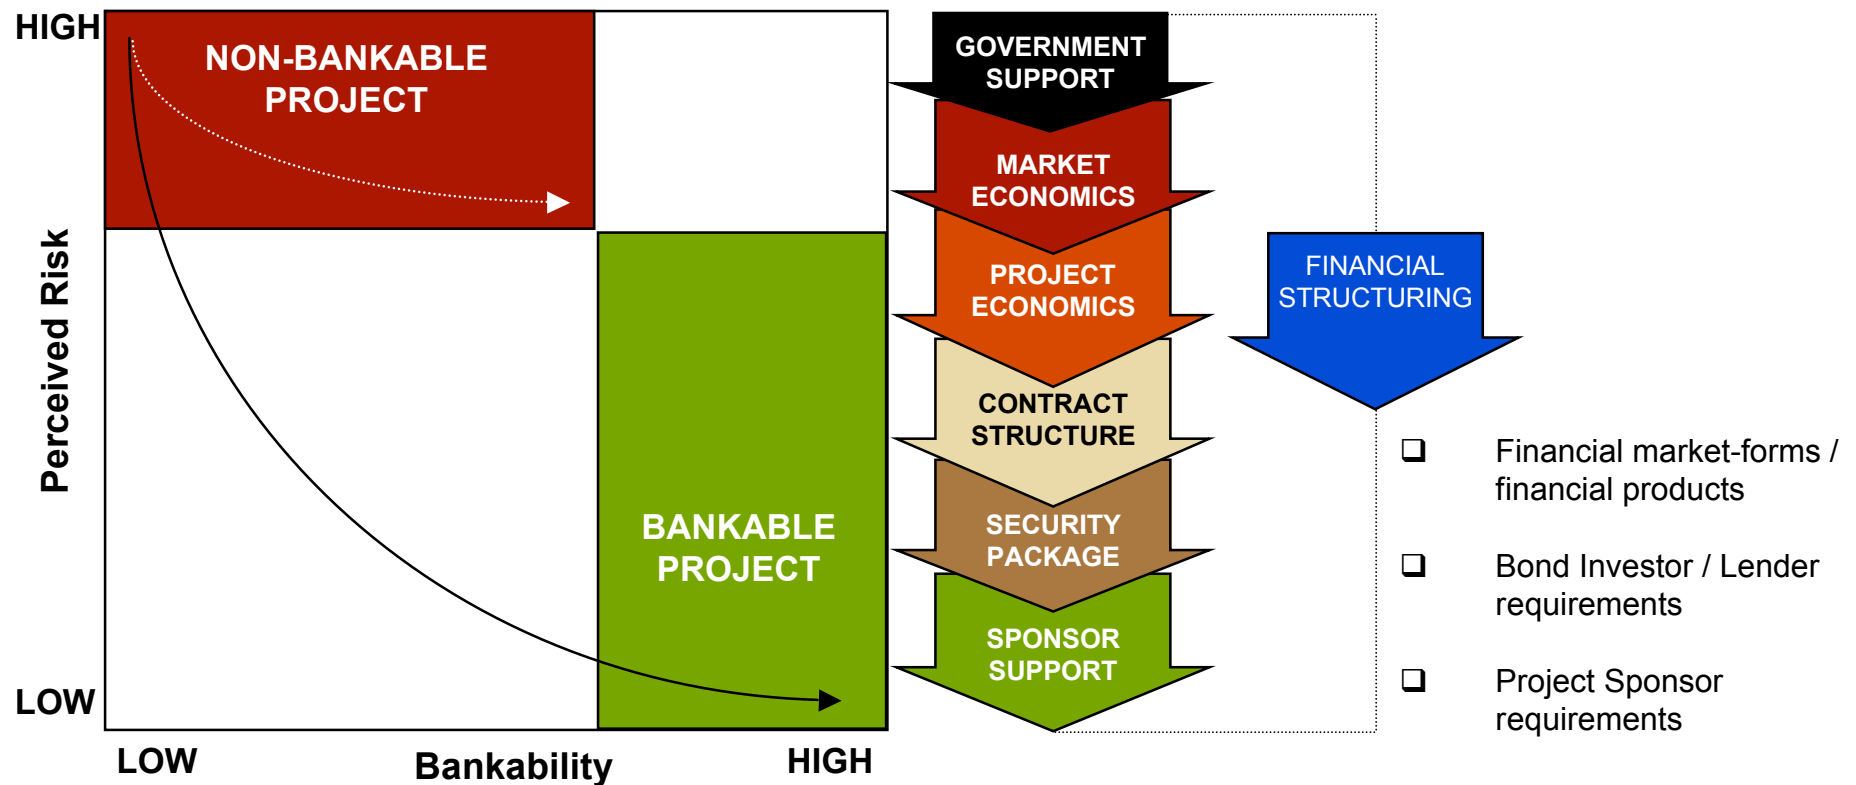 HIGH
NON-BANKABLE
PROJECT
Perceived Risk
BANKABLE
PROJECT
LOW
LOW
Bankability
HIGH
GOVERNMENT
SUPPORT
MARKET
ECONOMICS
PROJECT
ECONOMICS
CONTRACT
STRUCTURE
SECURITY
PACKAGE
SPONSOR
SUPPORT
FINANCIAL
STRUCTURING
Financial market-forms /
financial products
Bond Investor / Lender
requirements
Project Sponsor
requirements